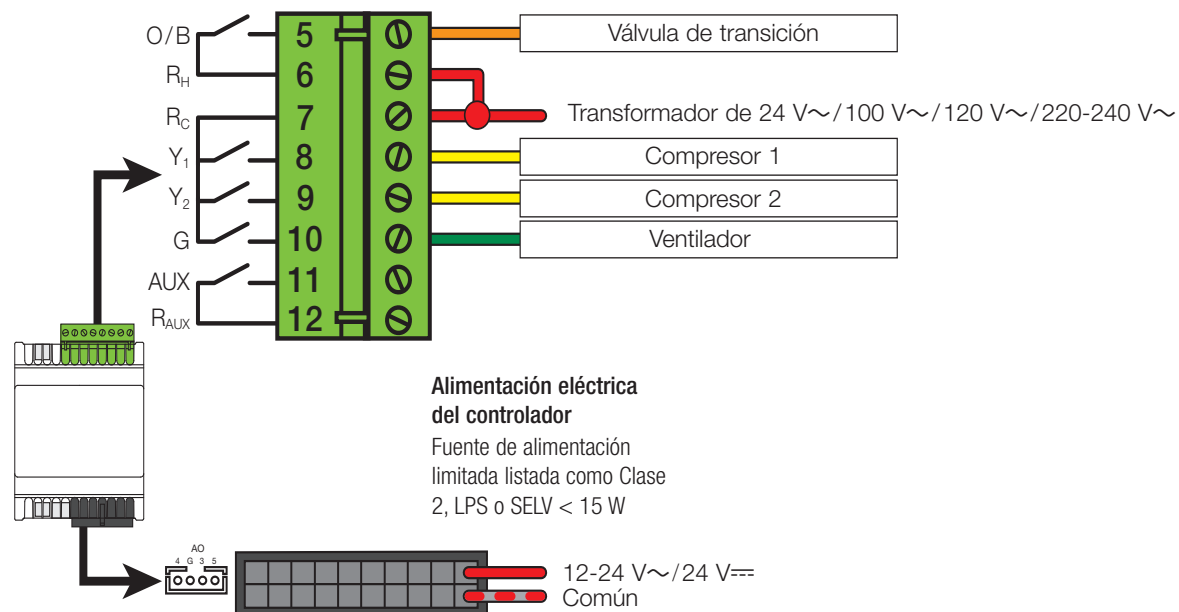 O/B 5 Válvula de transición
RH 6
RC 7 Transformador de 24 V~/100 V~/120 V~/220-240 V~
Y1 8 Compresor 1
Y2 9 Compresor 2
G 10 Ventilador
AUX 11
RAUX 12
Alimentación eléctrica
del controlador
Fuente de alimentación
limitada listada como Clase
2, LPS o SELV < 15 W
AO
4 G 3 5
12-24 V~/24 V⎓
Común